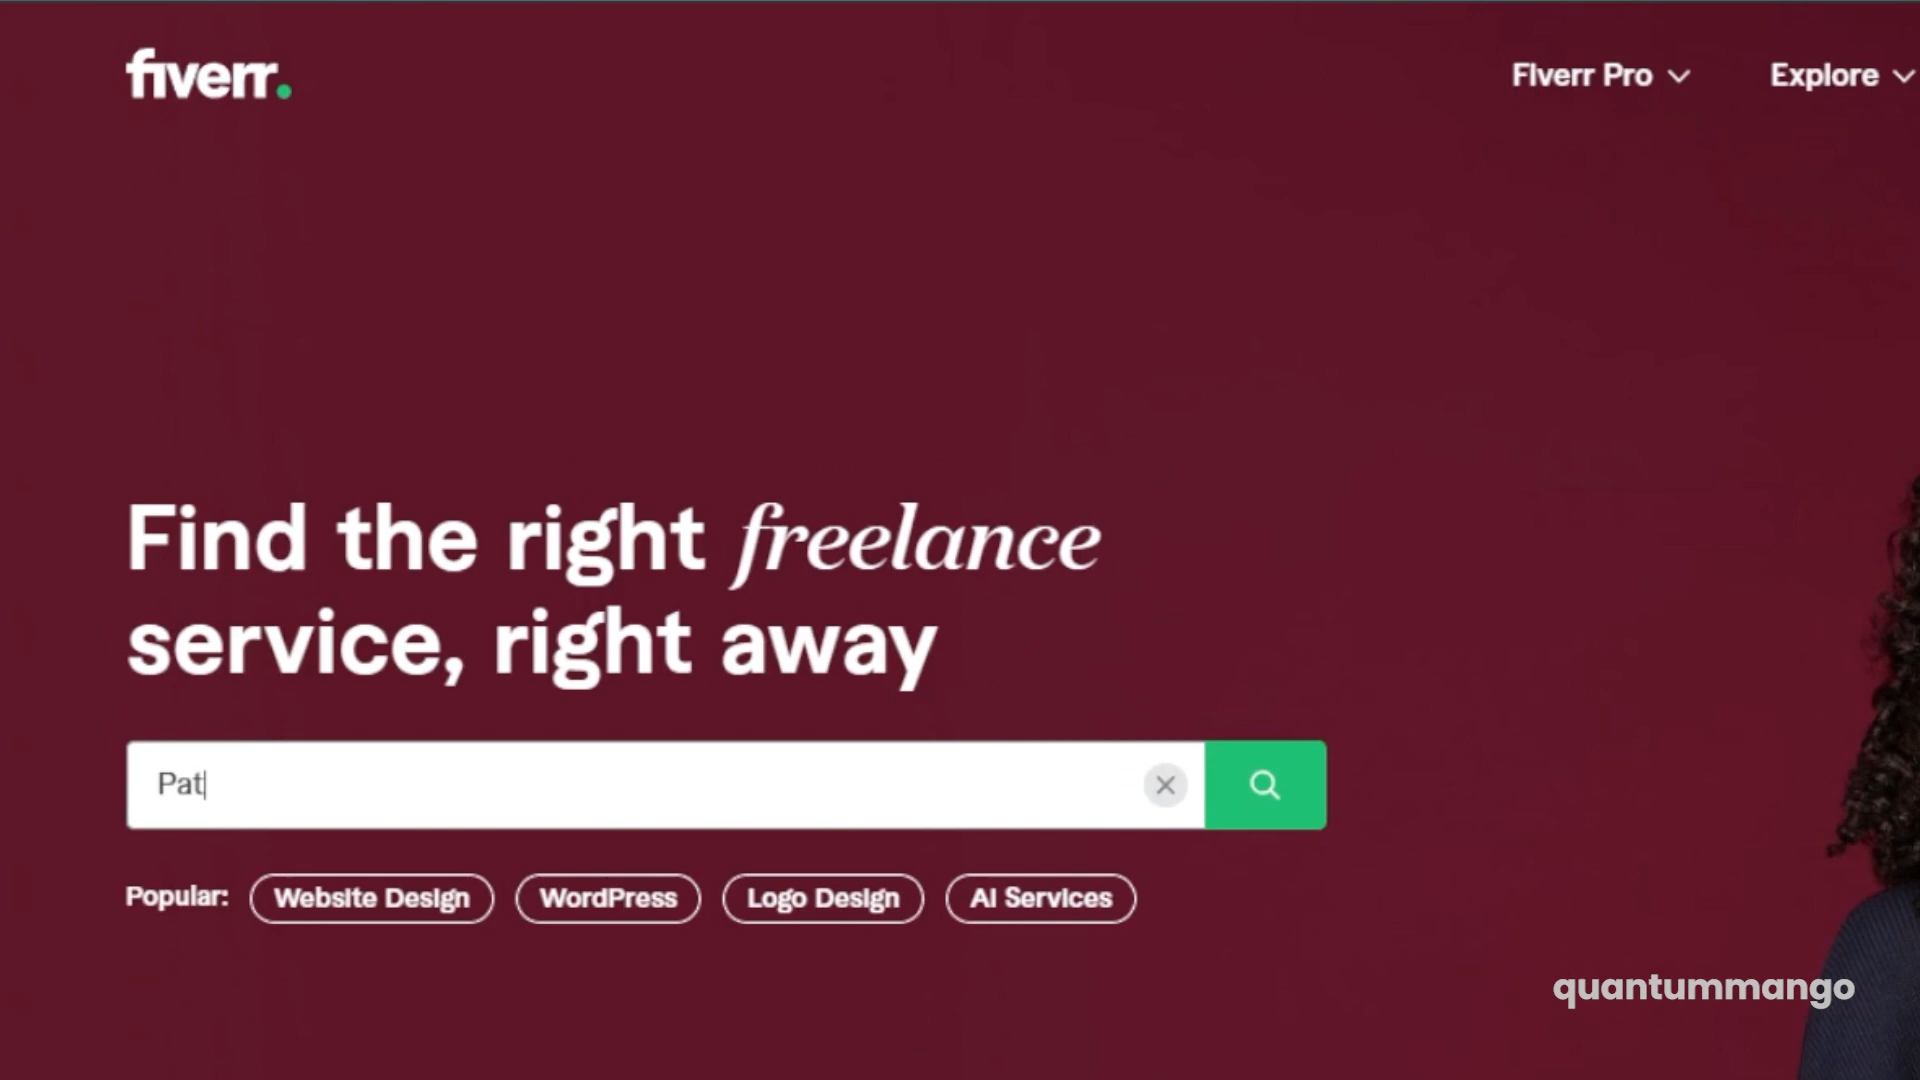 fiverr.
Fiverr Pro
Explore
Find the right freelance
service, right away
Pat
Popular:
Website Design
WordPress
Logo Design
AI Services
quantummango